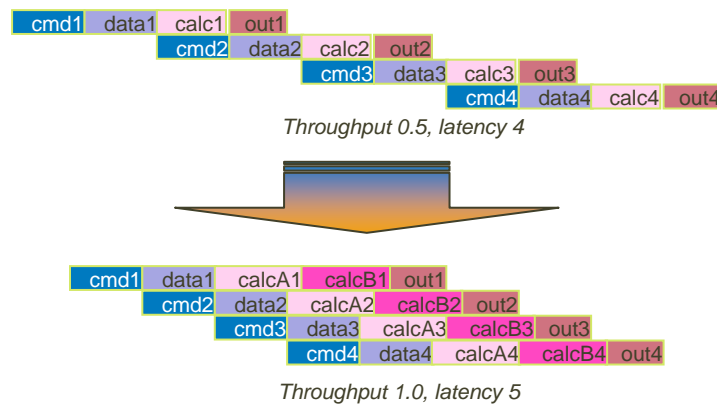 cmd1 data1 calc1 out1
cmd2 data2 calc2 out2
cmd3 data3 calc3 out3
cmd4 data4 calc4 out4
Throughput 0.5, latency 4
cmd1 data1 calcA1 calcB1 out1
cmd2 data2 calcA2 calcB2 out2
cmd3 data3 calcA3 calcB3 out3
cmd4 data4 calcA4 calcB4 out4
Throughput 1.0, latency 5